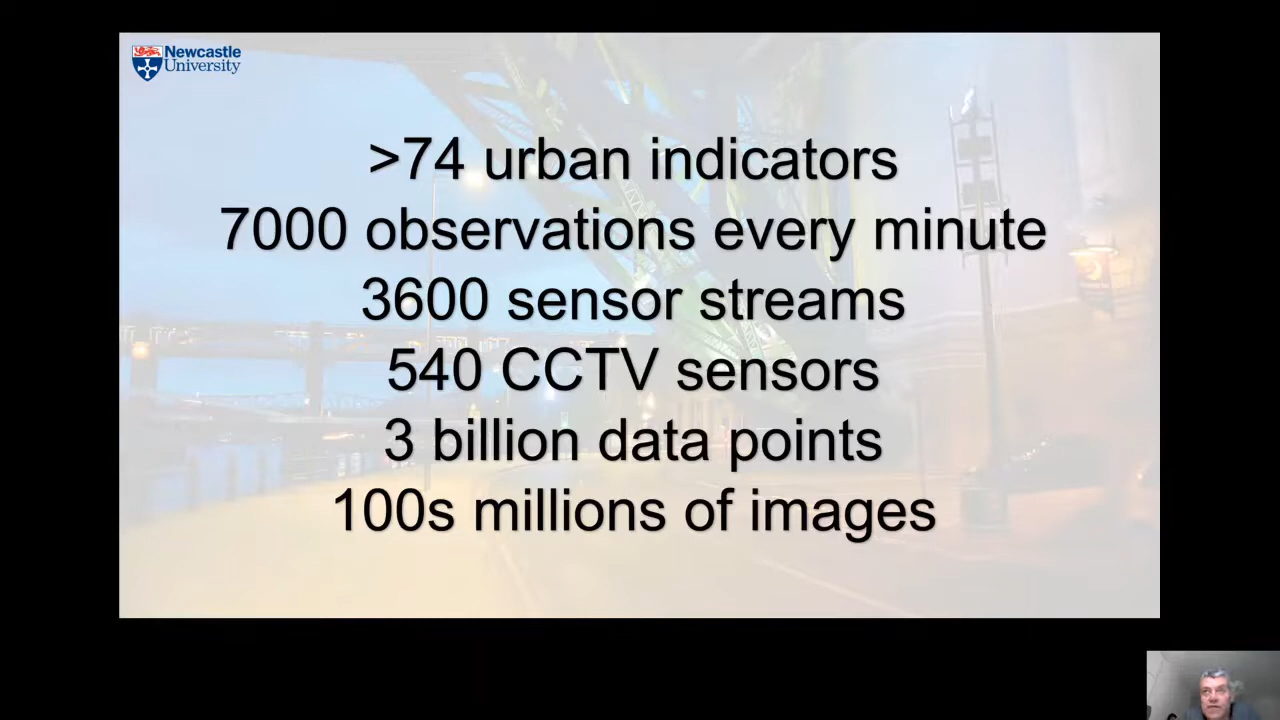 Newcastle
University
>74 urban indicators
7000 observations every minute
3600 sensor streams
540 CCTV sensors
3 billion data points
100s millions of images